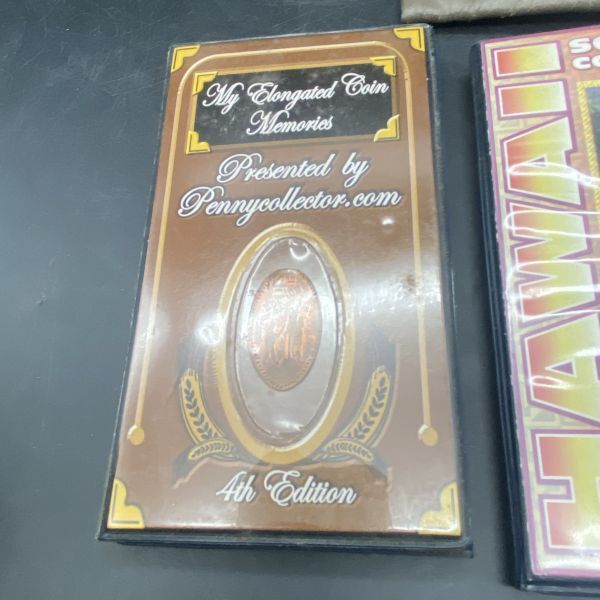 My Elongated Coin
Memories
Presented by
Pennycollector.com
4th Edition
HAWAII